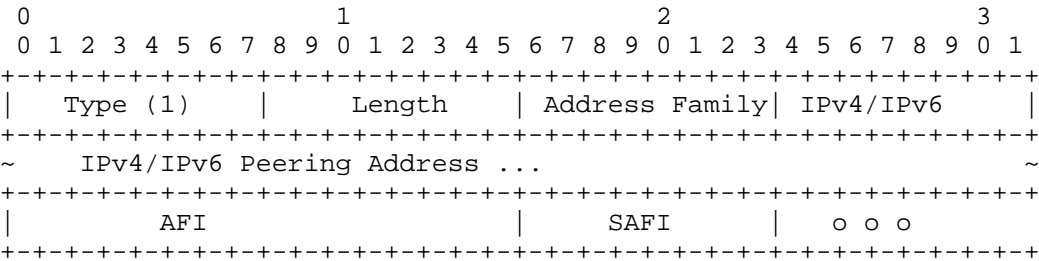 0                   1                   2                   3
 0 1 2 3 4 5 6 7 8 9 0 1 2 3 4 5 6 7 8 9 0 1 2 3 4 5 6 7 8 9 0 1
+-+-+-+-+-+-+-+-+-+-+-+-+-+-+-+-+-+-+-+-+-+-+-+-+-+-+-+-+-+-+-+-+
|   Type (1)    |     Length    | Address Family| IPv4/IPv6     |
+-+-+-+-+-+-+-+-+-+-+-+-+-+-+-+-+-+-+-+-+-+-+-+-+-+-+-+-+-+-+-+-+
~    IPv4/IPv6 Peering Address ...                              ~
+-+-+-+-+-+-+-+-+-+-+-+-+-+-+-+-+-+-+-+-+-+-+-+-+-+-+-+-+-+-+-+-+
|         AFI                   |     SAFI      |   o o o
+-+-+-+-+-+-+-+-+-+-+-+-+-+-+-+-+-+-+-+-+-+-+-+-+-+-+-+-+-+-+-+-+